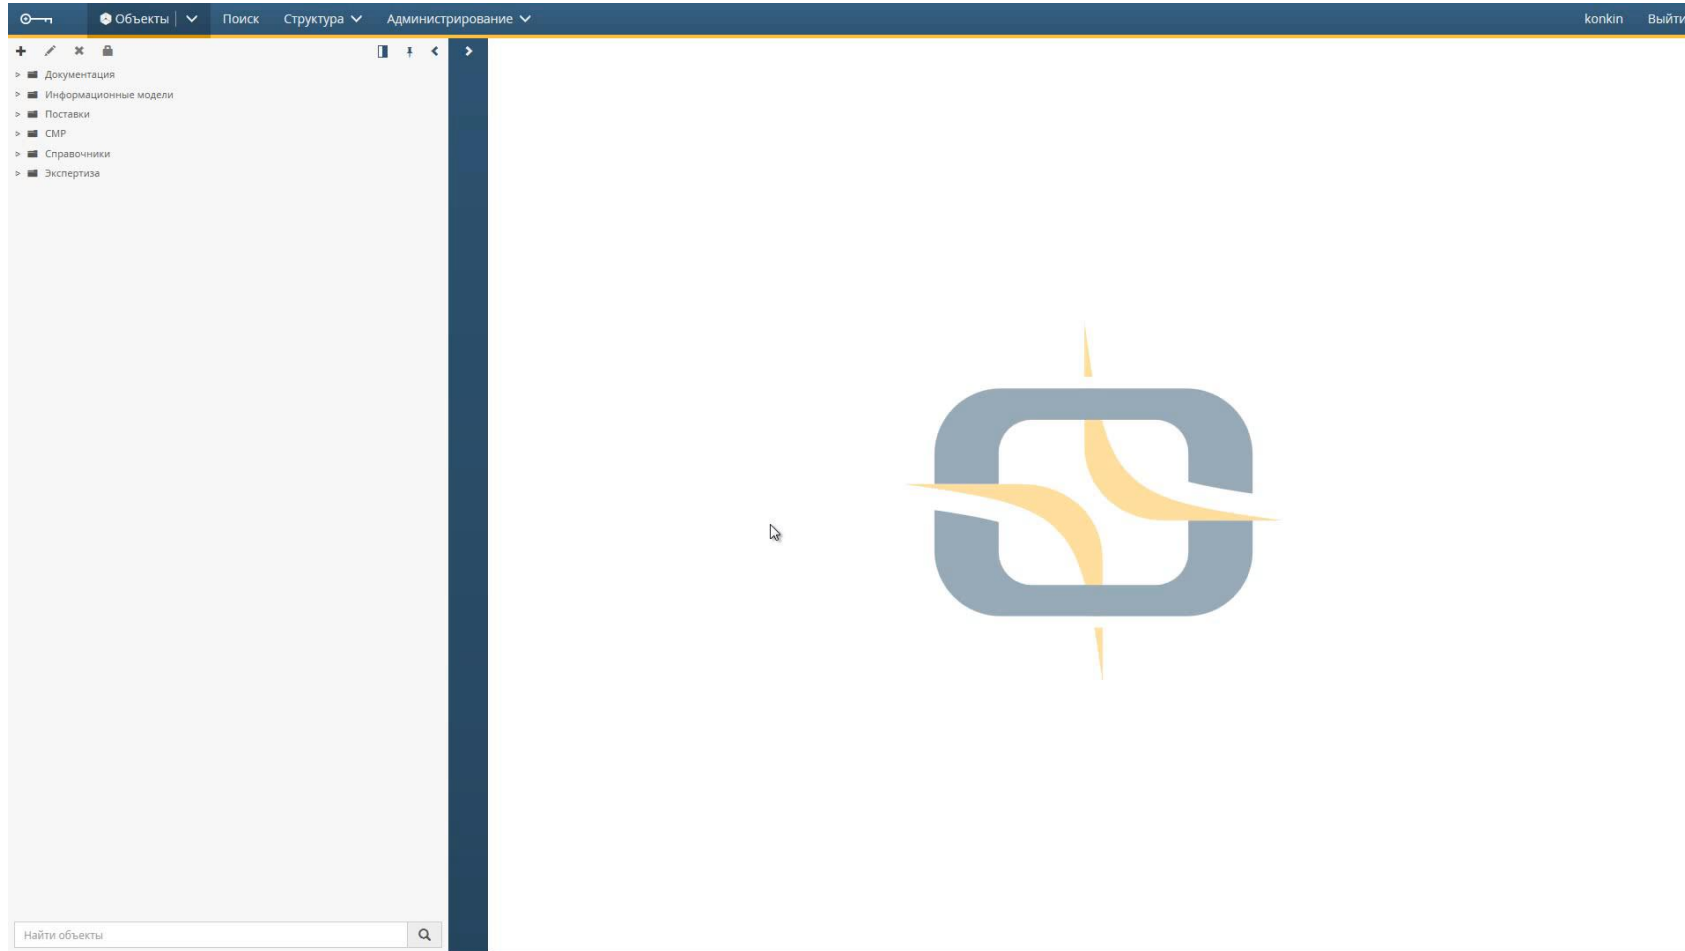 Объекты Поиск Структура Администрирование konkin Выйти
Документация
Информационные модели
Поставки
СМР
Справочники
Экспертиза
Найти объекты